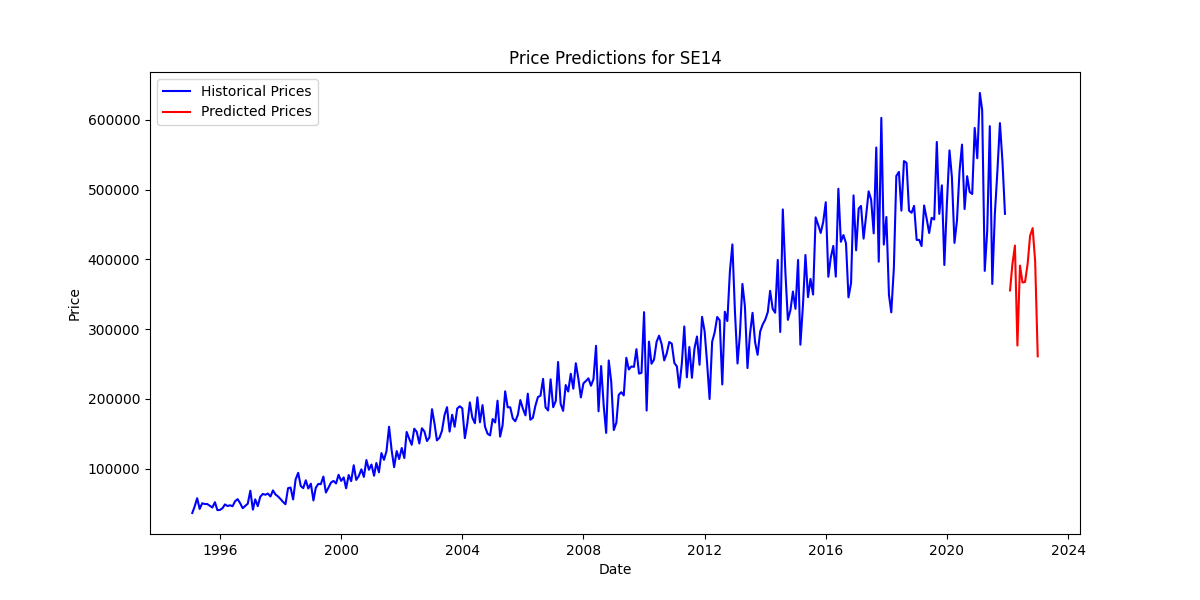 Price Predictions for SE14
Historical Prices
Predicted Prices
600000
500000
400000
300000
200000
100000
Price
1996 2000 2004 2008 2012 2016 2020 2024
Date